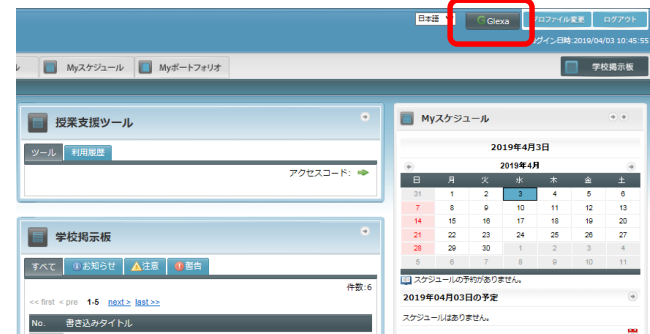 日本語
Glexa
プロファイル変更
ログアウト
ログイン日時:2019/04/03 10:45:55
Myスケジュール
Myポートフォリオ
学校掲示板
授業支援ツール
ツール
利用履歴
アクセスコード:
学校掲示板
すべて
お知らせ
注意
警告
件数:6
<< first < pre 1-5 next > last >>
No. 書き込みタイトル
Myスケジュール
2019年4月3日
2019年4月
日 月 火 水 木 金 土
31 1 2 3 4 5 6
7 8 9 10 11 12 13
14 15 16 17 18 19 20
21 22 23 24 25 26 27
28 29 30 1 2 3 4
5 6 7 8 9 10 11
スケジュールの予約がありません。
2019年04月03日の予定
スケジュールはありません。